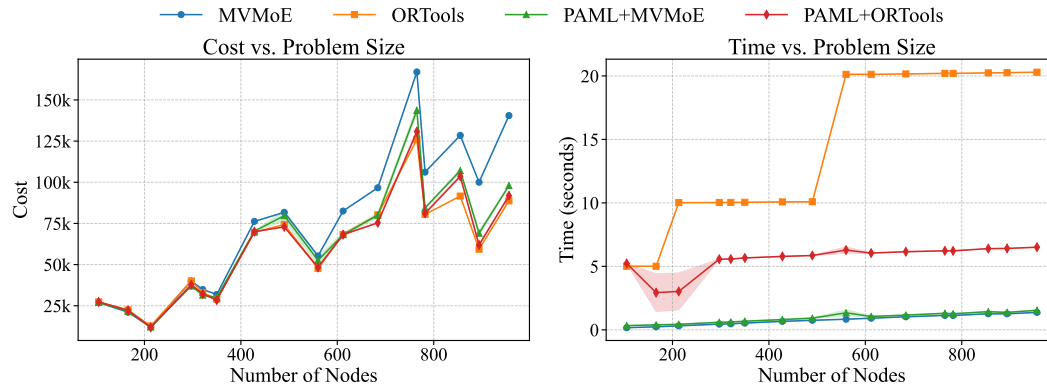 MVMoE ORTools PAML+MVMoE PAML+ORTools
Cost vs. Problem Size
Time vs. Problem Size
Cost
150k
125k
100k
75k
50k
25k
200 400 600 800
Number of Nodes
Time (seconds)
20
15
10
5
0
200 400 600 800
Number of Nodes